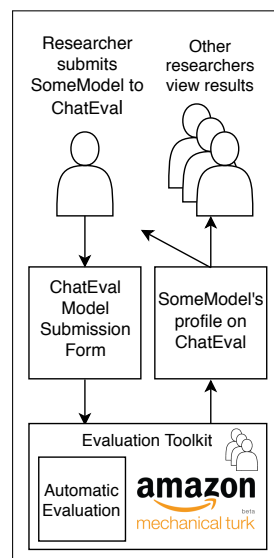 Researcher
submits
SomeModel to
ChatEval
Other
researchers
view results
ChatEval
Model
Submission
Form
SomeModel's
profile on
ChatEval
Evaluation Toolkit
Automatic
Evaluation
amazon
beta
mechanical turk